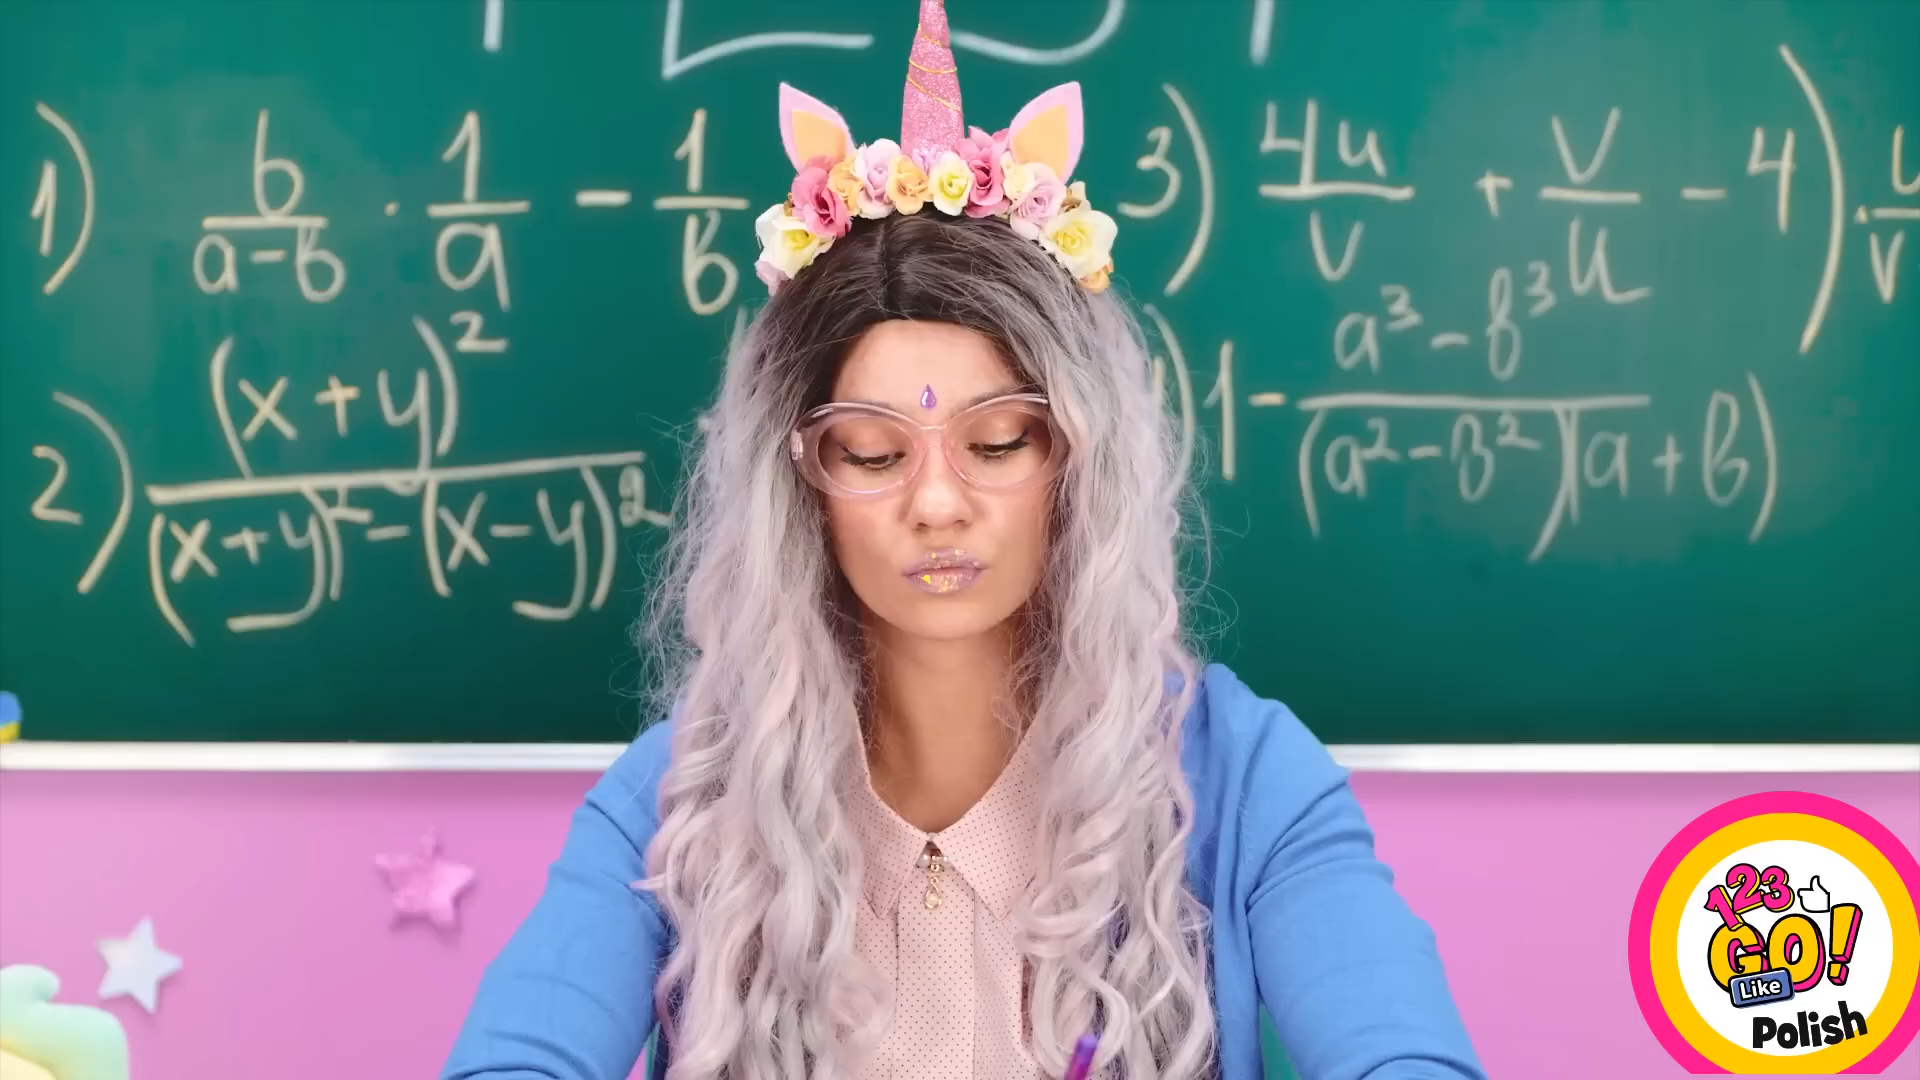 1) b/(a-b) · 1/a - 1/b
2) (x+y)²/((x+y)²-(x-y)²)
3) 4u/v + v/u - 4)
1- (a³-b³)/((a²-b²)(a+b))
123
GO!
Like
Polish